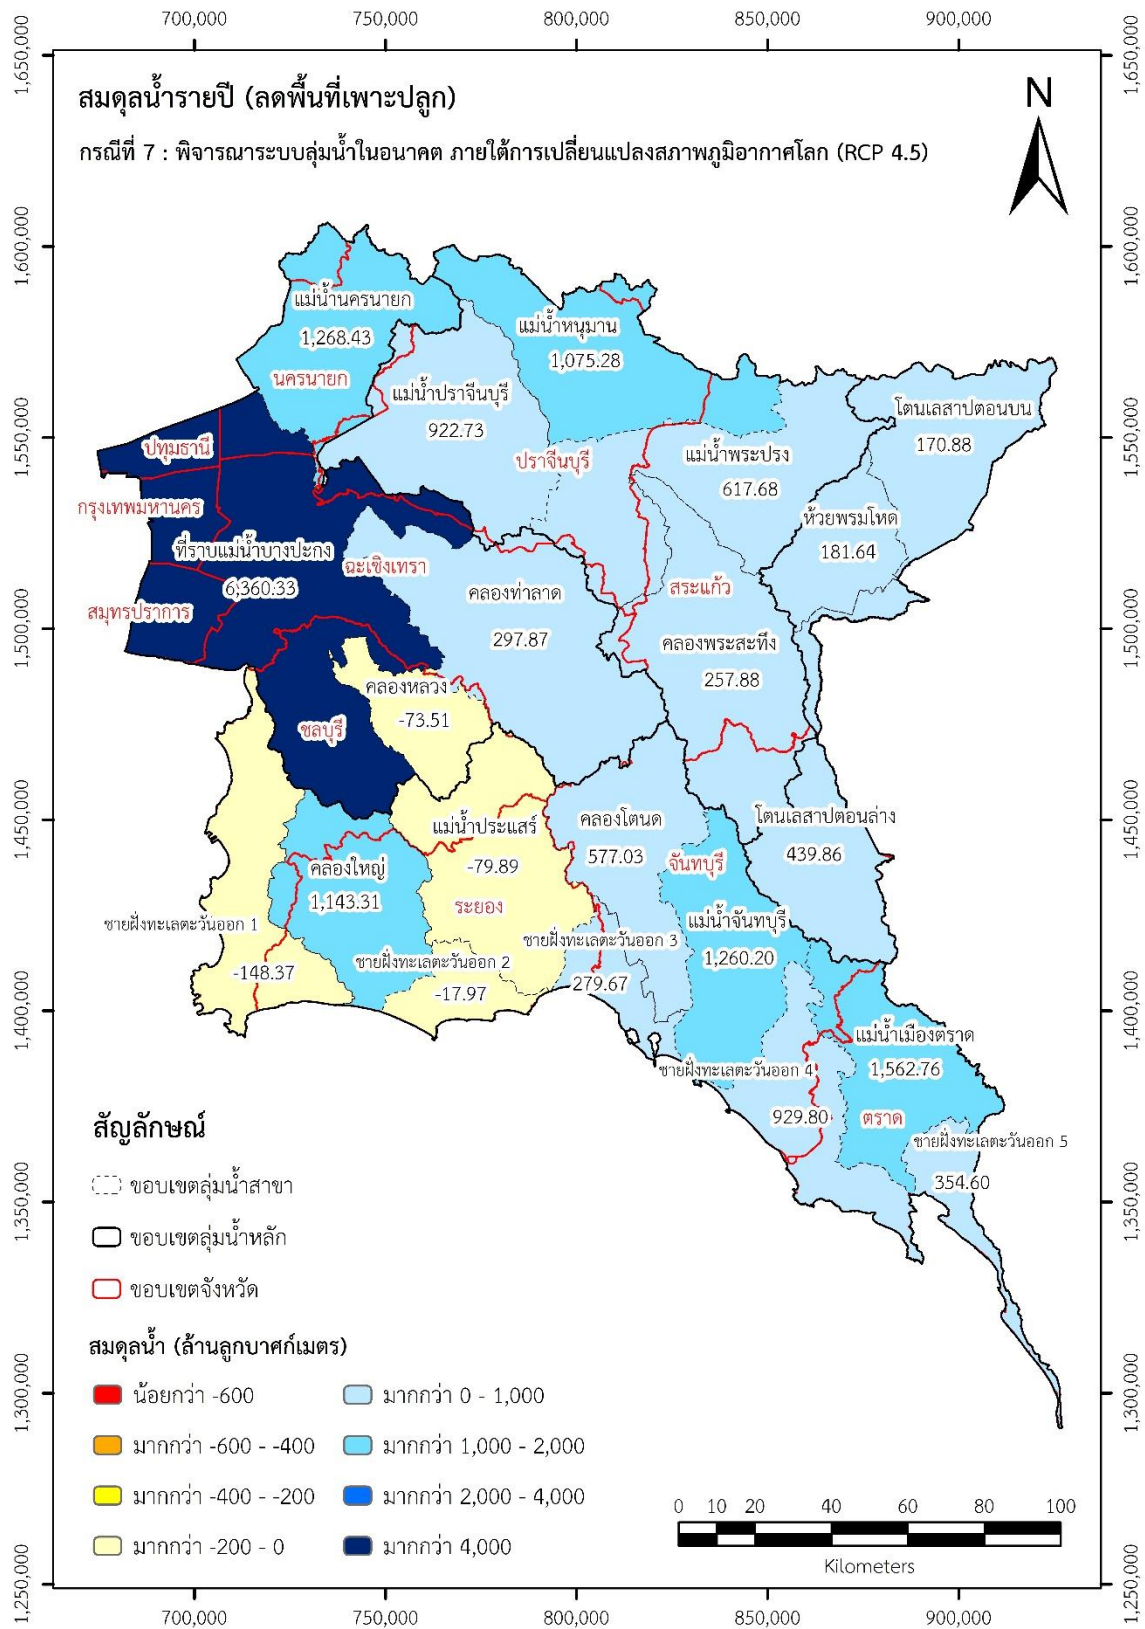 700,000 750,000 800,000 850,000 900,000
1,650,000 1,650,000
สมดุลน้ำรายปี (ลดพื้นที่เพาะปลูก)
N
กรณีที่ 7 : พิจารณาระบบลุ่มน้ำในอนาคต ภายใต้การเปลี่ยนแปลงสภาพภูมิอากาศโลก (RCP 4.5)
1,600,000 1,600,000
แม่น้ำนครนายก
1,268.43
นครนายก
แม่น้ำหนุมาน
1,075.28
แม่น้ำปราจีนบุรี
922.73
โตนเลสาปตอนบน
170.88
1,550,000 1,550,000
ปทุมธานี
ปราจีนบุรี
แม่น้ำพระปรง
617.68
กรุงเทพมหานคร
ห้วยพรมโหด
181.64
ที่ราบแม่น้ำบางปะกง
6,360.33
ฉะเชิงเทรา
สมุทรปราการ
คลองท่าลาด
297.87
สระแก้ว
1,500,000 1,500,000
คลองพระสะทึง
257.88
คลองหลวง
-73.51
ชลบุรี
1,450,000 1,450,000
แม่น้ำประแสร์
-79.89
คลองโตนด
577.03
โตนเลสาปตอนล่าง
439.86
จันทบุรี
คลองใหญ่
1,143.31
ระยอง
ชายฝั่งทะเลตะวันออก 1
-148.37
แม่น้ำจันทบุรี
1,260.20
ชายฝั่งทะเลตะวันออก 3
279.67
ชายฝั่งทะเลตะวันออก 2
-17.97
1,400,000 1,400,000
แม่น้ำเมืองตราด
1,562.76
ชายฝั่งทะเลตะวันออก 4
929.80
ตราด
ชายฝั่งทะเลตะวันออก 5
354.60
1,350,000 1,350,000
สัญลักษณ์
ขอบเขตลุ่มน้ำสาขา
ขอบเขตลุ่มน้ำหลัก
ขอบเขตจังหวัด
สมดุลน้ำ (ล้านลูกบาศก์เมตร)
1,300,000 1,300,000
น้อยกว่า -600
มากกว่า -600 - -400
มากกว่า -400 - -200
มากกว่า -200 - 0
มากกว่า 0 - 1,000
มากกว่า 1,000 - 2,000
มากกว่า 2,000 - 4,000
มากกว่า 4,000
0 10 20 40 60 80 100
Kilometers
1,250,000 1,250,000
700,000 750,000 800,000 850,000 900,000